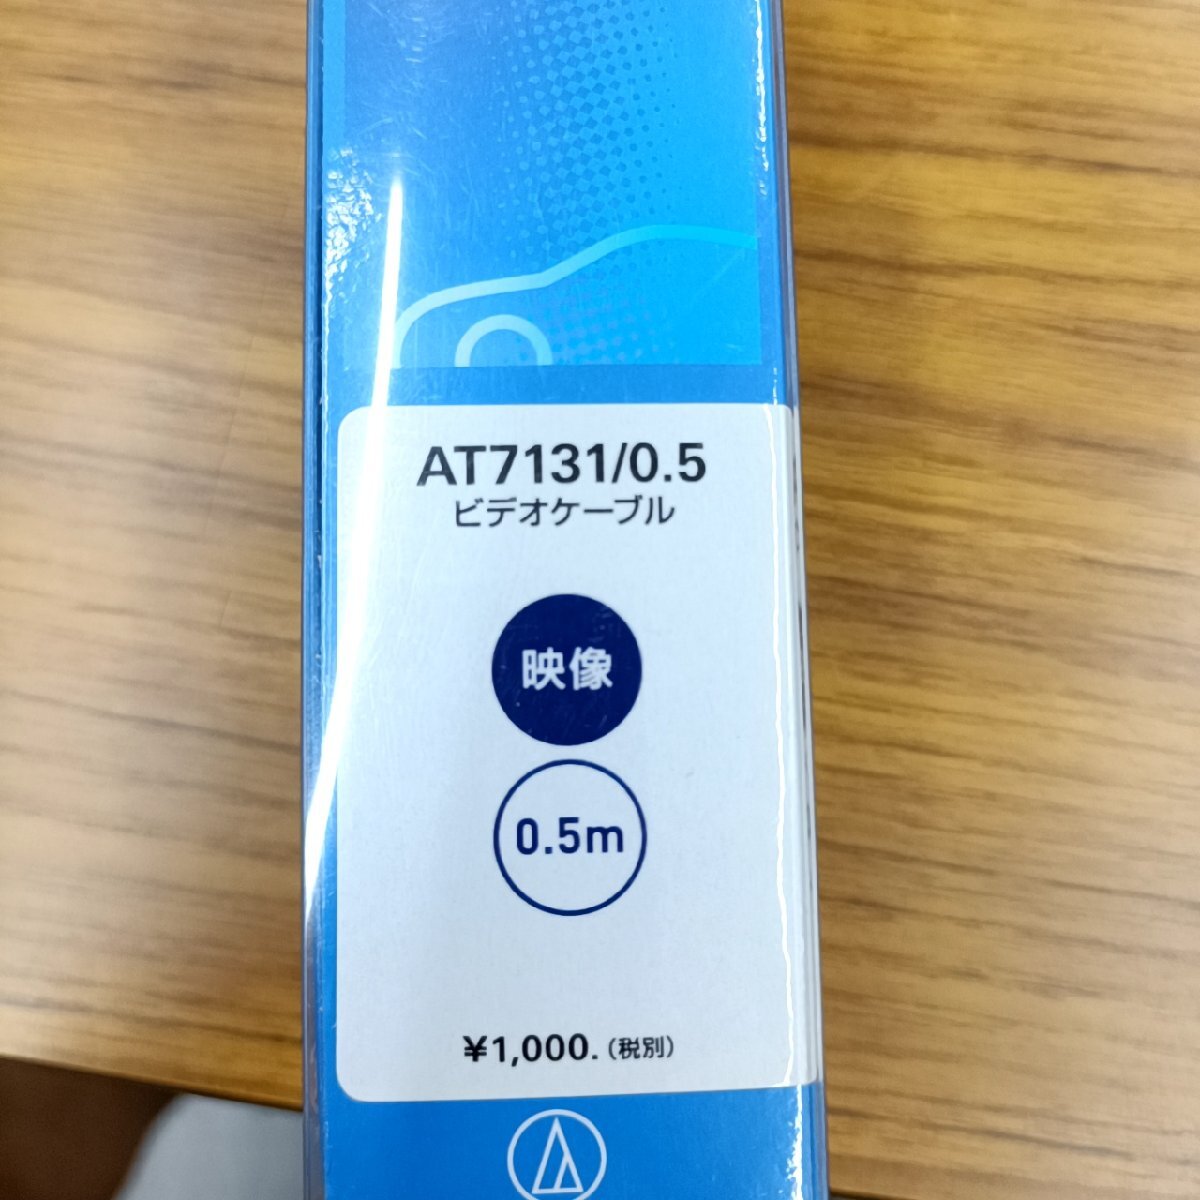 AT7131/0.5
ビデオケーブル
映像
0.5m
¥1,000.(税別)